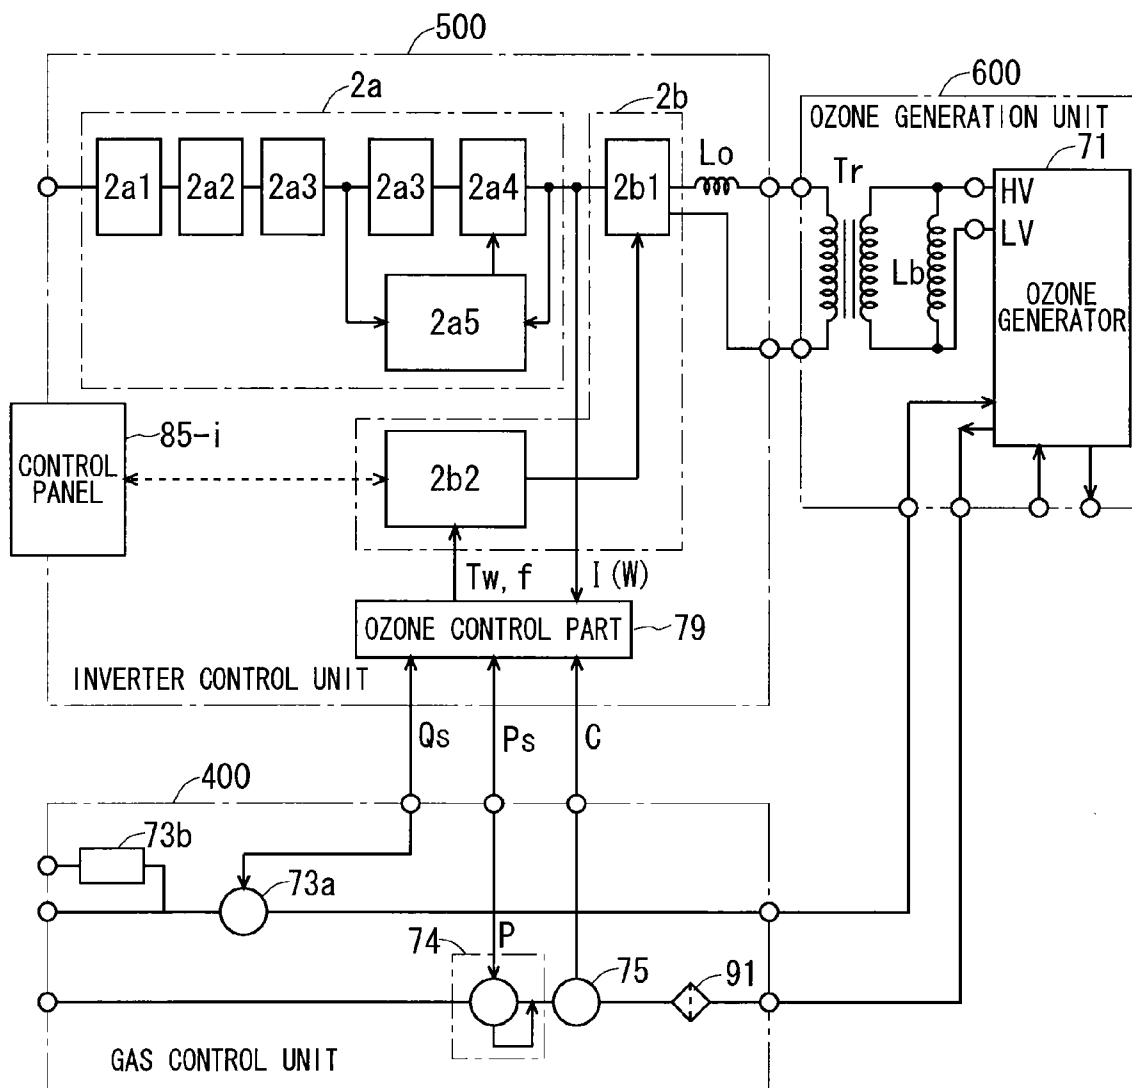 500
600
2a
2b
OZONE GENERATION UNIT
71
2a1
2a2
2a3
2a3
2a4
2b1
Lo
Tr
HV
LV
Lb
2a5
OZONE
GENERATOR
85-i
CONTROL
PANEL
2b2
Tw, f
I (W)
OZONE CONTROL PART
79
INVERTER CONTROL UNIT
Qs
Ps
C
400
73b
73a
74
P
75
91
GAS CONTROL UNIT